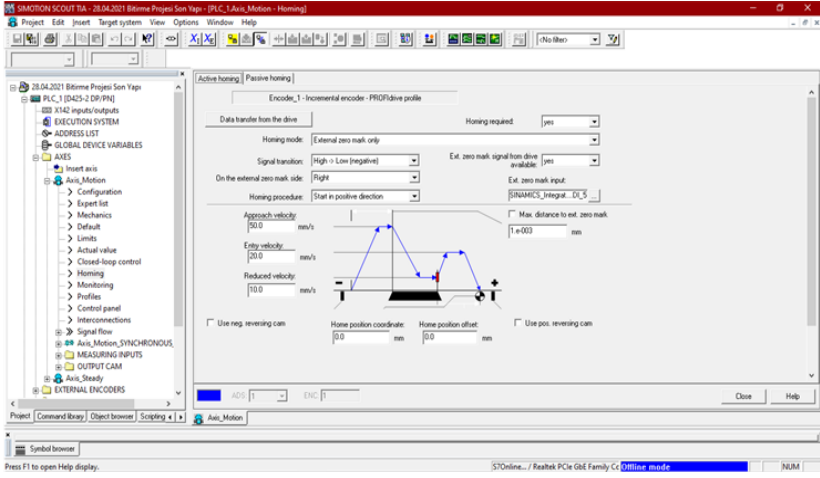 SIMOTION SCOUT TIA - 28.04.2021 Bitirme Projesi Son Yapı - [PLC_1.Axis_Motion - Homing]
Project Edit Insert Target system View Options Window Help
<No filter>
28.04.2021 Bitirme Projesi Son Yapı
PLC_1 [D425-2 DP/PN]
X142 inputs/outputs
EXECUTION SYSTEM
ADDRESS LIST
GLOBAL DEVICE VARIABLES
AXES
Insert axis
Axis_Motion
Configuration
Expert list
Mechanics
Default
Limits
Actual value
Closed-loop control
Homing
Monitoring
Profiles
Control panel
Interconnections
Signal flow
Axis_Motion_SYNCHRONOUS_
MEASURING INPUTS
OUTPUT CAM
Axis_Steady
EXTERNAL ENCODERS
Project Command library Object browser Scripting
Active homing Passive homing
Encoder_1 - Incremental encoder - PROFIdrive profile
Data transfer from the drive Homing required: yes
Homing mode: External zero mark only
Signal transition: High -> Low (negative) Ext. zero mark signal from drive available: yes
On the external zero mark side: Right Ext. zero mark input:
Homing procedure: Start in positive direction SINAMICS_Integrat...DI_5 ...
Approach velocity: Max. distance to ext. zero mark
50.0 mm/s 1.e-003 mm
Entry velocity:
20.0 mm/s
Reduced velocity:
10.0 mm/s
- +
Use neg. reversing cam Home position coordinate: Home position offset: Use pos. reversing cam
0.0 mm 0.0 mm
ADS: 1 ENC: 1 Close Help
Axis_Motion
Symbol browser
Press F1 to open Help display. S7Online... / Realtek PCIe GbE Family Cc Offline mode NUM